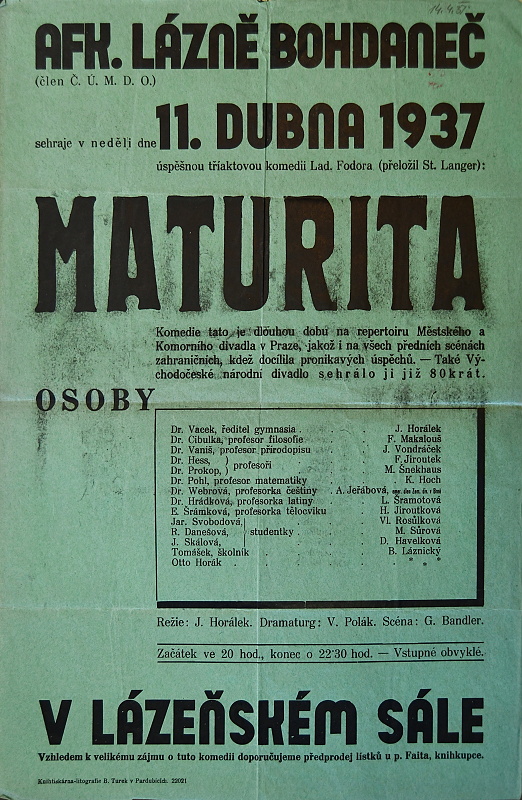 AFK. LÁZNĚ BOHDANEČ
(člen Č. Ú. M. D. O.)
sehraje v neděli dne 11. DUBNA 1937
úspěšnou tříaktovou komedii Lad. Fodora (přeložil St. Langer):
MATURITA
Komedie tato je dlouhou dobu na repertoiru Městského a
Komorního divadla v Praze, jakož i na všech předních scénách
zahraničních, kdež docílila pronikavých úspěchů. — Také Vý-
chodočeské národní divadlo sehrálo ji již 80krát.
OSOBY
Dr. Vacek, ředitel gymnasia . . . J. Horálek
Dr. Cibulka, profesor filosofie . . . F. Makalouš
Dr. Vaniš, profesor přírodopisu . . J. Vondráček
Dr. Hess, } profesoři . . . F. Jiroutek
Dr. Prokop, } . . . M. Šnekhaus
Dr. Pohl, profesor matematiky . . K. Hoch
Dr. Webrová, profesorka češtiny . A. Jeřábová,
Dr. Hrádková, profesorka latiny . . L. Šramotová
E. Šrámková, profesorka tělocviku . H. Jiroutková
Jar. Svobodová, Vl. Rosůlková
R. Danešová, } studentky . . . M. Sůrová
J. Skálová, D. Havelková
Tomášek, školník . . . B. Láznický
Otto Horák . . . * * *
Režie: J. Horálek. Dramaturg: V. Polák. Scéna: G. Bandler.
Začátek ve 20 hod., konec o 22·30 hod. — Vstupné obvyklé.
V LÁZEŇSKÉM SÁLE
Vzhledem k velikému zájmu o tuto komedii doporučujeme předprodej lístků u p. Faita, knihkupce.
Knihtiskárna-litografie B. Turek v Pardubicích: 22021